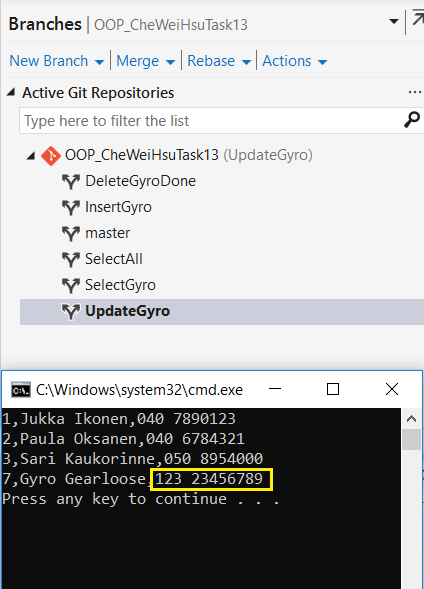 Branches | OOP_CheWeiHsuTask13
New Branch | Merge | Rebase | Actions
Active Git Repositories
Type here to filter the list
OOP_CheWeiHsuTask13 (UpdateGyro)
DeleteGyroDone
InsertGyro
master
SelectAll
SelectGyro
UpdateGyro
C:\Windows\system32\cmd.exe
1,Jukka Ikonen,040 7890123
2,Paula Oksanen,040 6784321
3,Sari Kaukorinne,050 8954000
7,Gyro Gearloose,123 23456789
Press any key to continue . . .